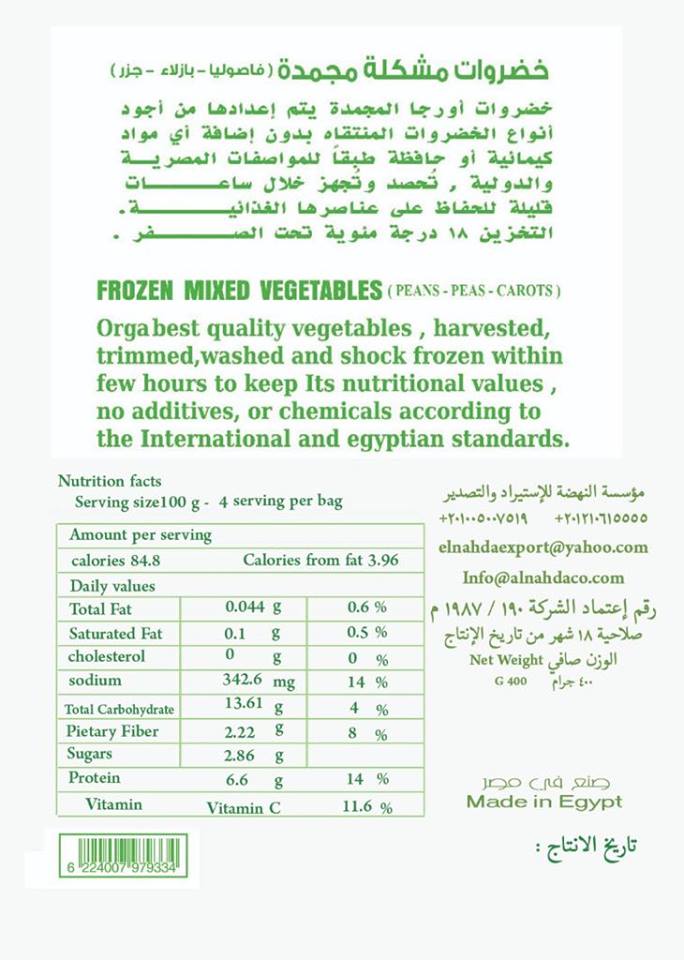 خضروات مشكلة مجمدة ( فاصوليا - بازلاء - جزر )
خضروات أورجا المجمدة يتم إعدادها من أجود
أنواع الخضروات المنتقاه بدون إضافة أي مواد
كيمائية أو حافظة طبقاً للمواصفات المصرية
والدولية , تُحصد وتُجهز خلال ساعات
قليلة للحفاظ على عناصرها الغذائية.
التخزين ١٨ درجة مئوية تحت الصفر .
FROZEN MIXED VEGETABLES ( PEANS - PEAS - CAROTS )
Orga best quality vegetables , harvested,
trimmed,washed and shock frozen within
few hours to keep Its nutritional values ,
no additives, or chemicals according to
the International and egyptian standards.
Nutrition facts
Serving size100 g - 4 serving per bag
Amount per serving
calories 84.8 Calories from fat 3.96
Daily values
Total Fat 0.044 g 0.6 %
Saturated Fat 0.1 g 0.5 %
cholesterol 0 g 0 %
sodium 342.6 mg 14 %
Total Carbohydrate 13.61 g 4 %
Pietary Fiber 2.22 g 8 %
Sugars 2.86 g
Protein 6.6 g 14 %
Vitamin Vitamin C 11.6 %
مؤسسة النهضة للإستيراد والتصدير
+٢٠١٠٠٥٠٠٧٥١٩ +٢٠١٢١٠٦١٥٥٥٥
elnahdaexport@yahoo.com
Info@alnahdaco.com
رقم إعتماد الشركة ١٩٠ / ١٩٨٧ م
صلاحية ١٨ شهر من تاريخ الإنتاج
Net Weight الوزن صافي
G 400 ٤٠٠ جرام
صنع في مصر
Made in Egypt
تاريخ الانتاج :
6 224007 979334